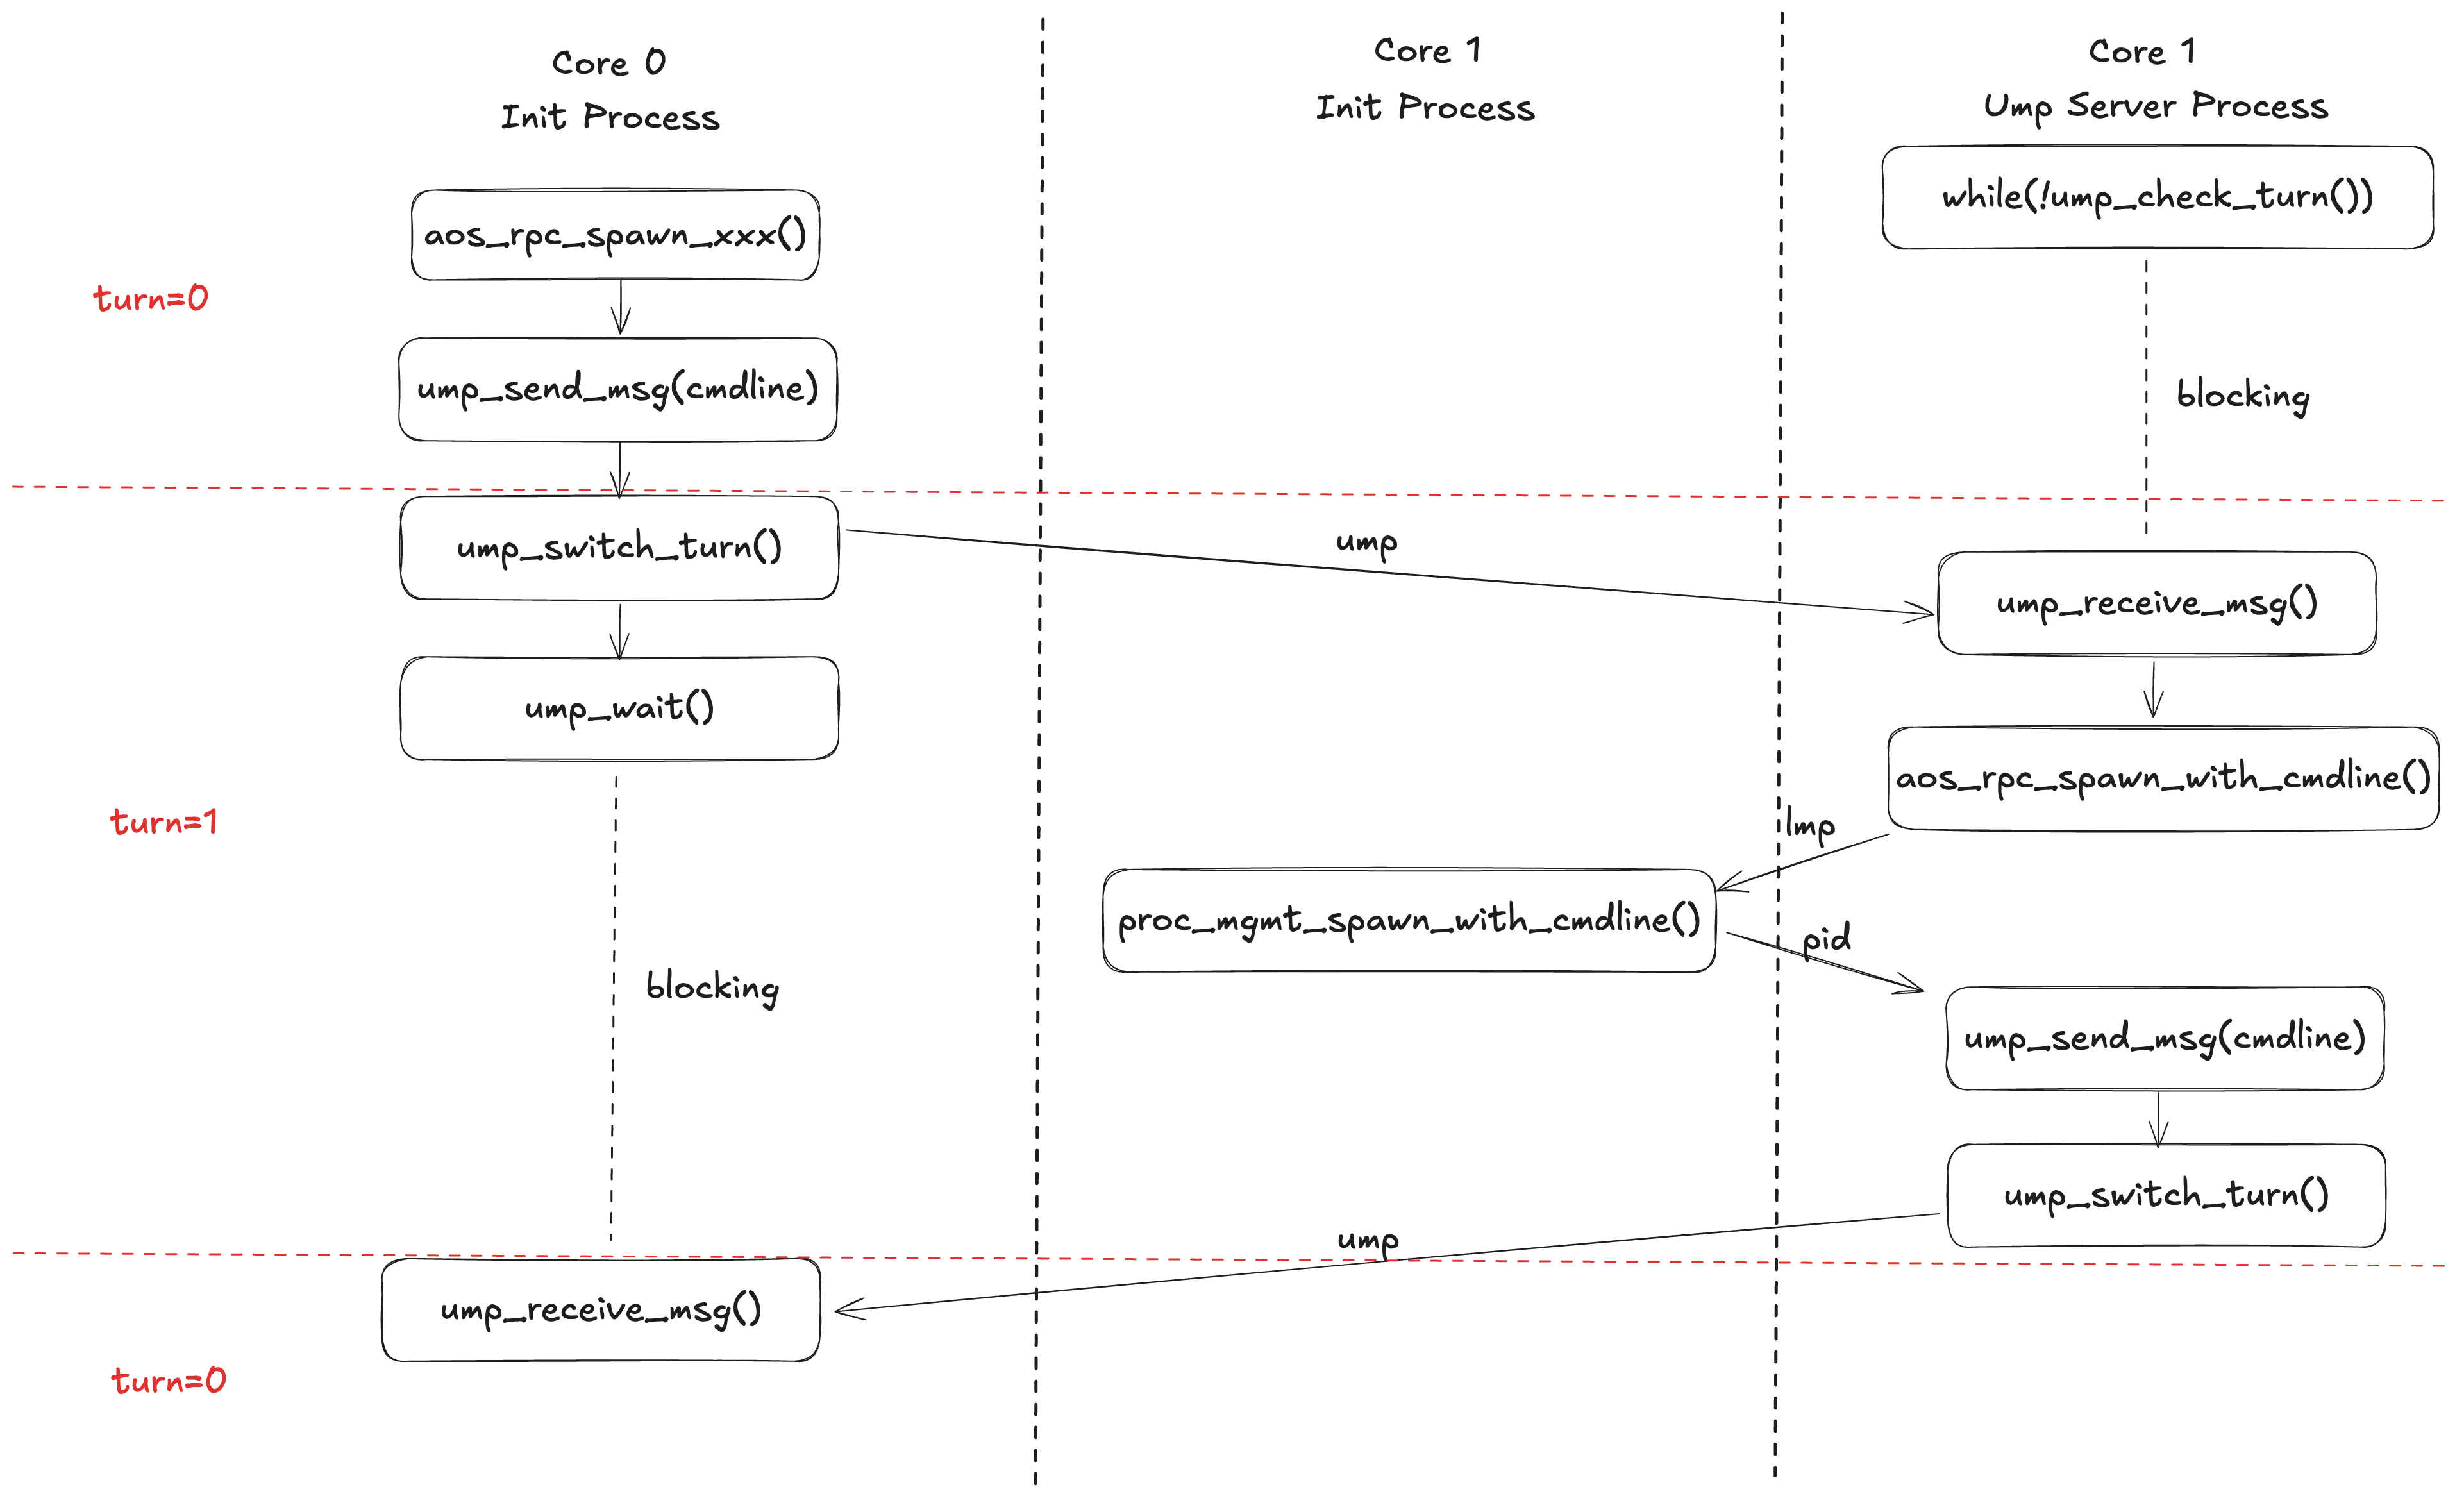 Core 0
Init Process
Core 1
Init Process
Core 1
Ump Server Process
while(!ump_check_turn())
aos_rpc_spawn_xxx()
turn=0
ump_send_msg(cmdline)
blocking
ump_switch_turn()
ump
ump_receive_msg()
ump_wait()
aos_rpc_spawn_with_cmdline()
turn=1
lmp
proc_mgmt_spawn_with_cmdline()
pid
blocking
ump_send_msg(cmdline)
ump_switch_turn()
ump
ump_receive_msg()
turn=0